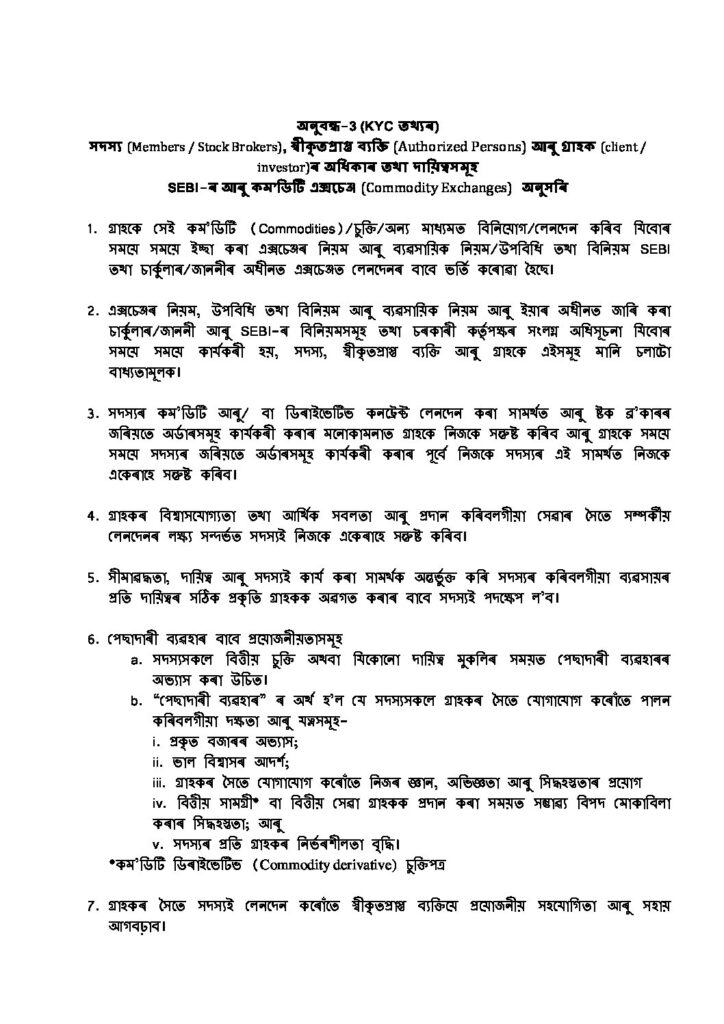 অনুবন্ধ-3 (KYC তথ্যৰ)
সদস্য (Members / Stock Brokers), স্বীকৃতপ্ৰাপ্ত ব্যক্তি (Authorized Persons) আৰু গ্ৰাহক (client /
investor)ৰ অধিকাৰ তথা দায়িত্বসমূহ
SEBI-ৰ আৰু কম'ডিটি এক্সচেঞ্জ (Commodity Exchanges) অনুসৰি
1. গ্ৰাহকে সেই কম'ডিটি (Commodities)/চুক্তি/অন্য মাধ্যমত বিনিয়োগ/লেনদেন কৰিব যিবোৰ
সময়ে সময়ে ইচ্ছা কৰা এক্সচেঞ্জৰ নিয়ম আৰু ব্যৱসায়িক নিয়ম/উপবিধি তথা বিনিয়ম SEBI
তথা চাৰ্কুলাৰ/জাননীৰ অধীনত এক্সচেঞ্জত লেনদেনৰ বাবে ভৰ্তি কৰোৱা হৈছে।
2. এক্সচেঞ্জৰ নিয়ম, উপবিধি তথা বিনিয়ম আৰু ব্যৱসায়িক নিয়ম আৰু ইয়াৰ অধীনত জাৰি কৰা
চাৰ্কুলাৰ/জাননী আৰু SEBI-ৰ বিনিয়মসমূহ তথা চৰকাৰী কৰ্তৃপক্ষৰ সংলগ্ন অধিসূচনা যিবোৰ
সময়ে সময়ে কাৰ্যকৰী হয়, সদস্য, স্বীকৃতপ্ৰাপ্ত ব্যক্তি আৰু গ্ৰাহকে এইসমূহ মানি চলাটো
বাধ্যতামূলক।
3. সদস্যৰ কম'ডিটি আৰু/ বা ডিৰাইভেটিভ কনট্ৰেক্ট লেনদেন কৰা সামৰ্থত আৰু ষ্টক ব্ৰ'কাৰৰ
জৰিয়তে অৰ্ডাৰসমূহ কাৰ্যকৰী কৰাৰ মনোকামনাত গ্ৰাহকে নিজকে সন্তুষ্ট কৰিব আৰু গ্ৰাহকে সময়ে
সময়ে সদস্যৰ জৰিয়তে অৰ্ডাৰসমূহ কাৰ্যকৰী কৰাৰ পূৰ্বে নিজকে সদস্যৰ এই সামৰ্থত নিজকে
একেৰাহে সন্তুষ্ট কৰিব।
4. গ্ৰাহকৰ বিশ্বাসযোগ্যতা তথা আৰ্থিক সবলতা আৰু প্ৰদান কৰিবলগীয়া সেৱাৰ সৈতে সম্পৰ্কীয়
লেনদেনৰ লক্ষ্য সন্দৰ্ভত সদস্যই নিজকে একেৰাহে সন্তুষ্ট কৰিব।
5. সীমাৱদ্ধতা, দায়িত্ব আৰু সদস্যই কাৰ্য কৰা সামৰ্থক অন্তৰ্ভুক্ত কৰি সদস্যৰ কৰিবলগীয়া ব্যৱসায়ৰ
প্ৰতি দায়িত্বৰ সঠিক প্ৰকৃতি গ্ৰাহকক অৱগত কৰাৰ বাবে সদস্যই পদক্ষেপ ল'ব।
6. পেছাদাৰী ব্যৱহাৰ বাবে প্ৰয়োজনীয়তাসমূহ
a. সদস্যসকলে বিত্তীয় চুক্তি অথবা যিকোনো দায়িত্ব মুকলিৰ সময়ত পেছাদাৰী ব্যৱহাৰৰ
অভ্যাস কৰা উচিত।
b. "পেছাদাৰী ব্যৱহাৰ" ৰ অৰ্থ হ'ল যে সদস্যসকলে গ্ৰাহকৰ সৈতে যোগাযোগ কৰোঁতে পালন
কৰিবলগীয়া দক্ষতা আৰু যত্নসমূহ-
i. প্ৰকৃত বজাৰৰ অভ্যাস;
ii. ভাল বিশ্বাসৰ আদৰ্শ;
iii. গ্ৰাহকৰ সৈতে যোগাযোগ কৰোঁতে নিজৰ জ্ঞান, অভিজ্ঞতা আৰু সিদ্ধহস্ততাৰ প্ৰয়োগ
iv. বিত্তীয় সামগ্ৰী* বা বিত্তীয় সেৱা গ্ৰাহকক প্ৰদান কৰা সময়ত সম্ভাব্য বিপদ মোকাবিলা
কৰাৰ সিদ্ধহস্ততা; আৰু
v. সদস্যৰ প্ৰতি গ্ৰাহকৰ নিৰ্ভৰশীলতা বৃদ্ধি।
*কম'ডিটি ডিৰাইভেটিভ (Commodity derivative) চুক্তিপত্ৰ
7. গ্ৰাহকৰ সৈতে সদস্যই লেনদেন কৰোঁতে স্বীকৃতপ্ৰাপ্ত ব্যক্তিয়ে প্ৰয়োজনীয় সহযোগিতা আৰু সহায়
আগবঢ়াব।